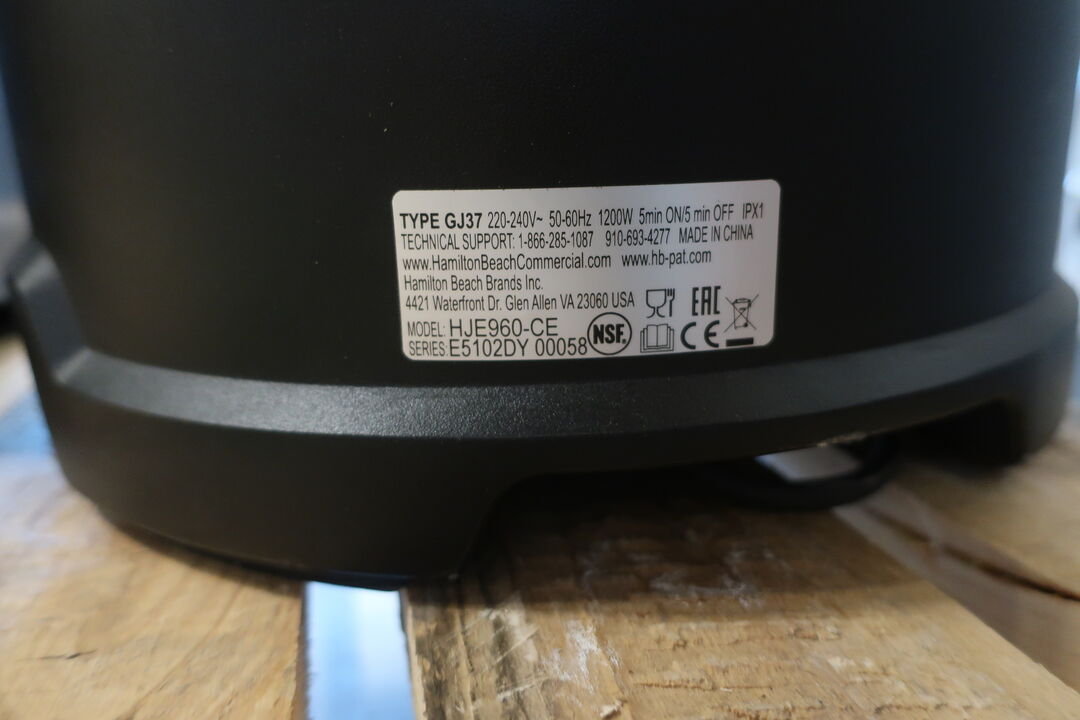 TYPE GJ37 220-240V~ 50-60Hz 1200W 5min ON/5 min OFF IPX1
TECHNICAL SUPPORT: 1-866-285-1087 910-693-4277 MADE IN CHINA
www.HamiltonBeachCommercial.com www.hb-pat.com
Hamilton Beach Brands Inc.
4421 Waterfront Dr. Glen Allen VA 23060 USA
EAC
MODEL: HJE960-CE
SERIES: E5102DY 00058
NSF®
CE